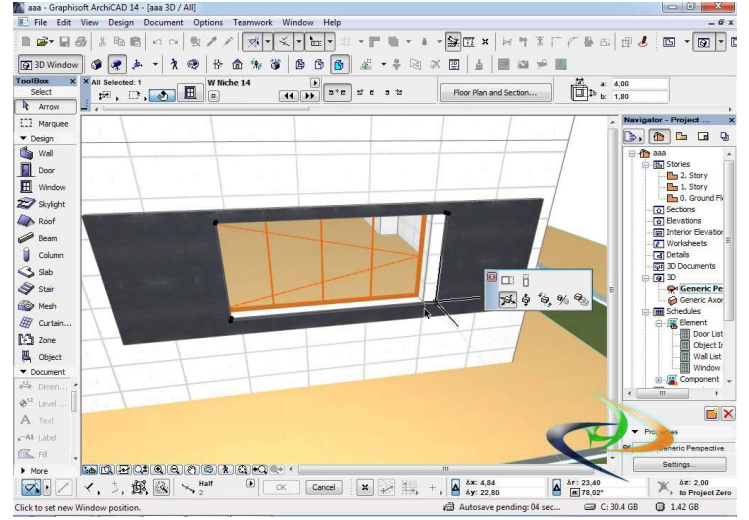 aaa - Graphisoft ArchiCAD 14 - [aaa 3D / All]
File Edit View Design Document Options Teamwork Window Help
3D Window
ToolBox
All Selected: 1
W Niche 14
Select
Arrow
Marquee
Design
Wall
Door
Window
Skylight
Roof
Beam
Column
Slab
Stair
Mesh
Curtain...
Zone
Object
Document
Dimen...
Level ...
Text
Label
Fill
More
Floor Plan and Section...
a: 4,00
b: 1,80
Navigator - Project ...
aaa
Stories
2. Story
1. Story
0. Ground Fl
Sections
Elevations
Interior Elevation
Worksheets
Details
3D Documents
3D
Generic Pe
Generic Axon
Schedules
Element
Door List
Object In
Wall List
Window
Component
Properties
Generic Perspective
Settings...
Half
2
OK
Cancel
Δx: 4,84
Δy: 22,80
Δr: 23,40
78,02°
Δz: 2,00
to Project Zero
Click to set new Window position.
Autosave pending: 04 sec...
C: 30.4 GB
1.42 GB